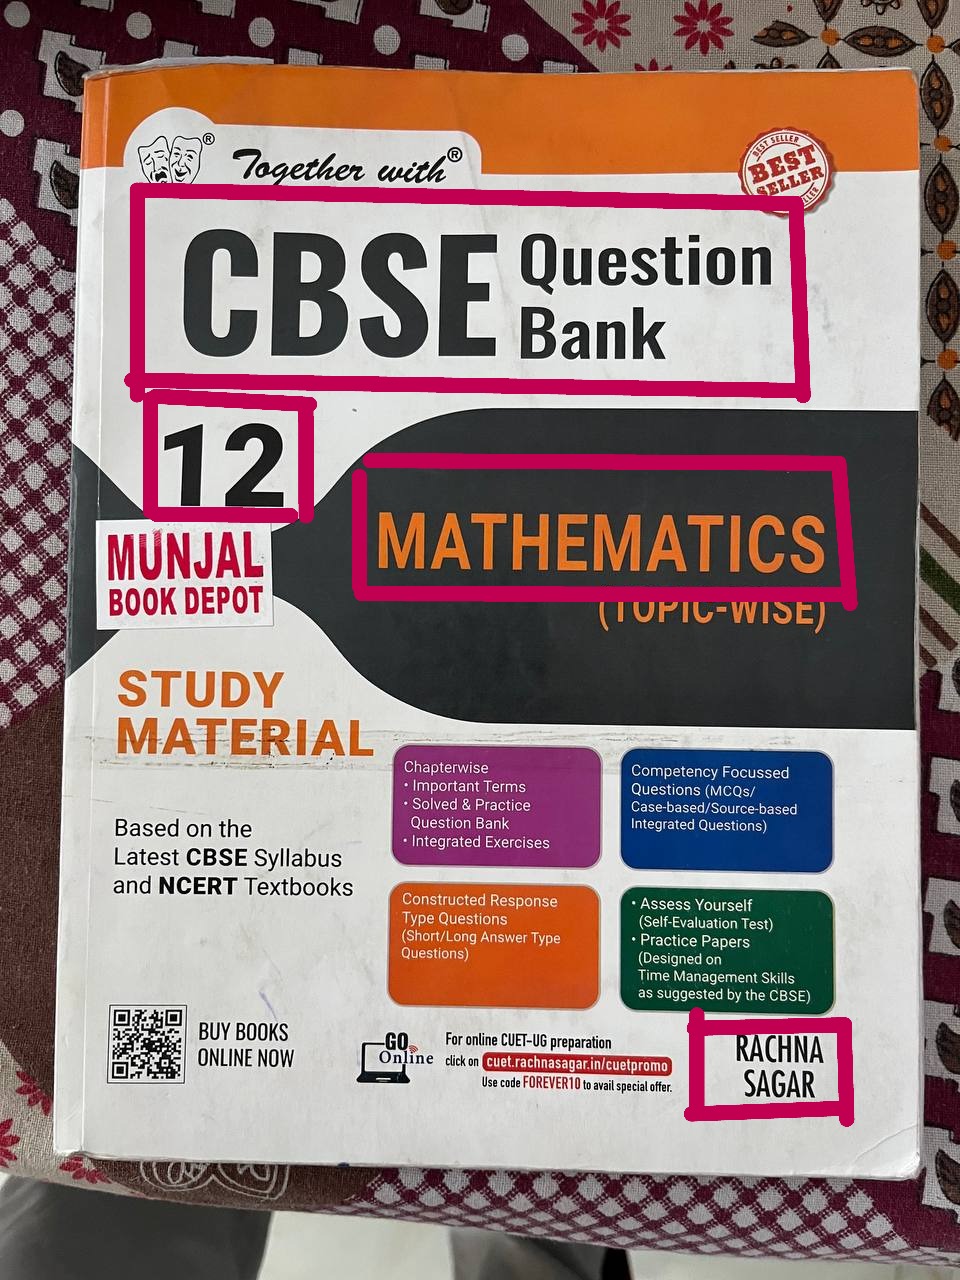 Together with®
BEST SELLER
BEST
SELLER
CBSE Question
Bank
12
MATHEMATICS
(TOPIC-WISE)
MUNJAL
BOOK DEPOT
STUDY
MATERIAL
Based on the
Latest CBSE Syllabus
and NCERT Textbooks
Chapterwise
• Important Terms
• Solved & Practice
Question Bank
• Integrated Exercises
Competency Focussed
Questions (MCQs/
Case-based/Source-based
Integrated Questions)
Constructed Response
Type Questions
(Short/Long Answer Type
Questions)
• Assess Yourself
(Self-Evaluation Test)
• Practice Papers
(Designed on
Time Management Skills
as suggested by the CBSE)
BUY BOOKS
ONLINE NOW
GO
Online
For online CUET-UG preparation
click on cuet.rachnasagar.in/cuetpromo
Use code FOREVER10 to avail special offer.
RACHNA
SAGAR